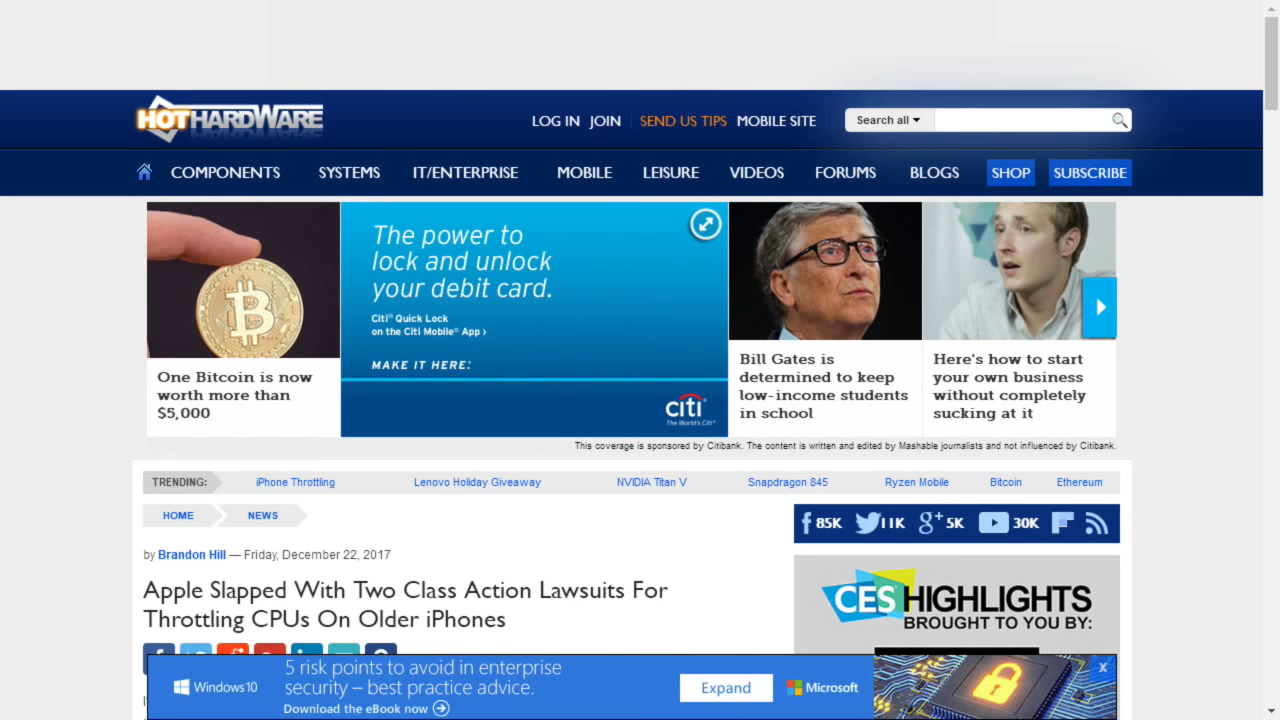 HOTHARDWARE
LOG IN JOIN SEND US TIPS MOBILE SITE Search all
COMPONENTS SYSTEMS IT/ENTERPRISE MOBILE LEISURE VIDEOS FORUMS BLOGS SHOP SUBSCRIBE
One Bitcoin is now
worth more than
$5,000
The power to
lock and unlock
your debit card.
Citi® Quick Lock
on the Citi Mobile® App ›
MAKE IT HERE:
citi
The World's Citi®
Bill Gates is
determined to keep
low-income students
in school
Here's how to start
your own business
without completely
sucking at it
This coverage is sponsored by Citibank. The content is written and edited by Mashable journalists and not influenced by Citibank.
TRENDING: iPhone Throttling Lenovo Holiday Giveaway NVIDIA Titan V Snapdragon 845 Ryzen Mobile Bitcoin Ethereum
HOME NEWS
85K 11K g+ 5K 30K
by Brandon Hill — Friday, December 22, 2017
Apple Slapped With Two Class Action Lawsuits For
Throttling CPUs On Older iPhones
CES HIGHLIGHTS
BROUGHT TO YOU BY:
Windows10
5 risk points to avoid in enterprise
security – best practice advice.
Download the eBook now
Expand
Microsoft
X